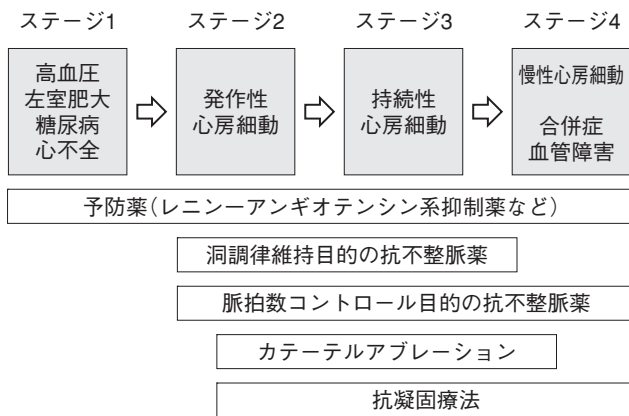 ステージ1 ステージ2 ステージ3 ステージ4
高血圧
左室肥大
糖尿病
心不全
発作性
心房細動
持続性
心房細動
慢性心房細動
合併症
血管障害
予防薬(レニン−アンギオテンシン系抑制薬など)
洞調律維持目的の抗不整脈薬
脈拍数コントロール目的の抗不整脈薬
カテーテルアブレーション
抗凝固療法